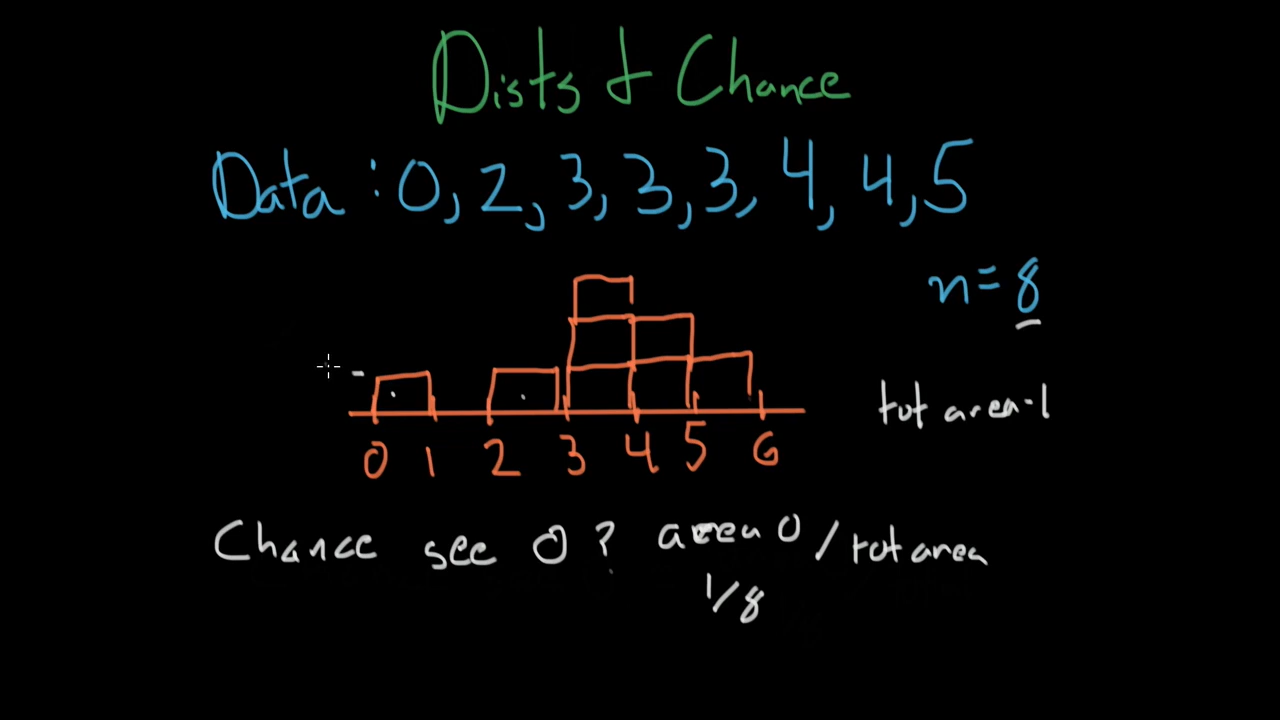 Dists & Chance
Data : 0, 2, 3, 3, 3, 4, 4, 5
n = 8
tot area-1
0 1 2 3 4 5 6
Chance see 0 ? area 0 / tot area
1/8